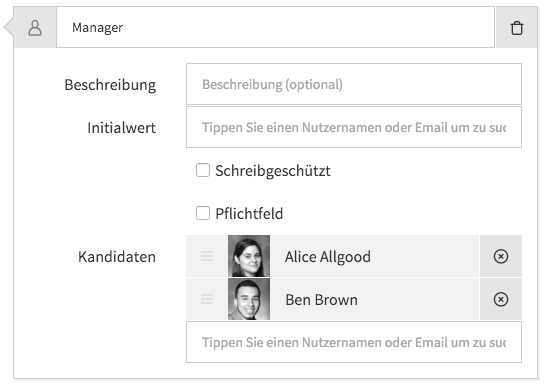 Manager
Beschreibung
Beschreibung (optional)
Initialwert
Tippen Sie einen Nutzernamen oder Email um zu suc
Schreibgeschützt
Pflichtfeld
Kandidaten
Alice Allgood
Ben Brown
Tippen Sie einen Nutzernamen oder Email um zu suc